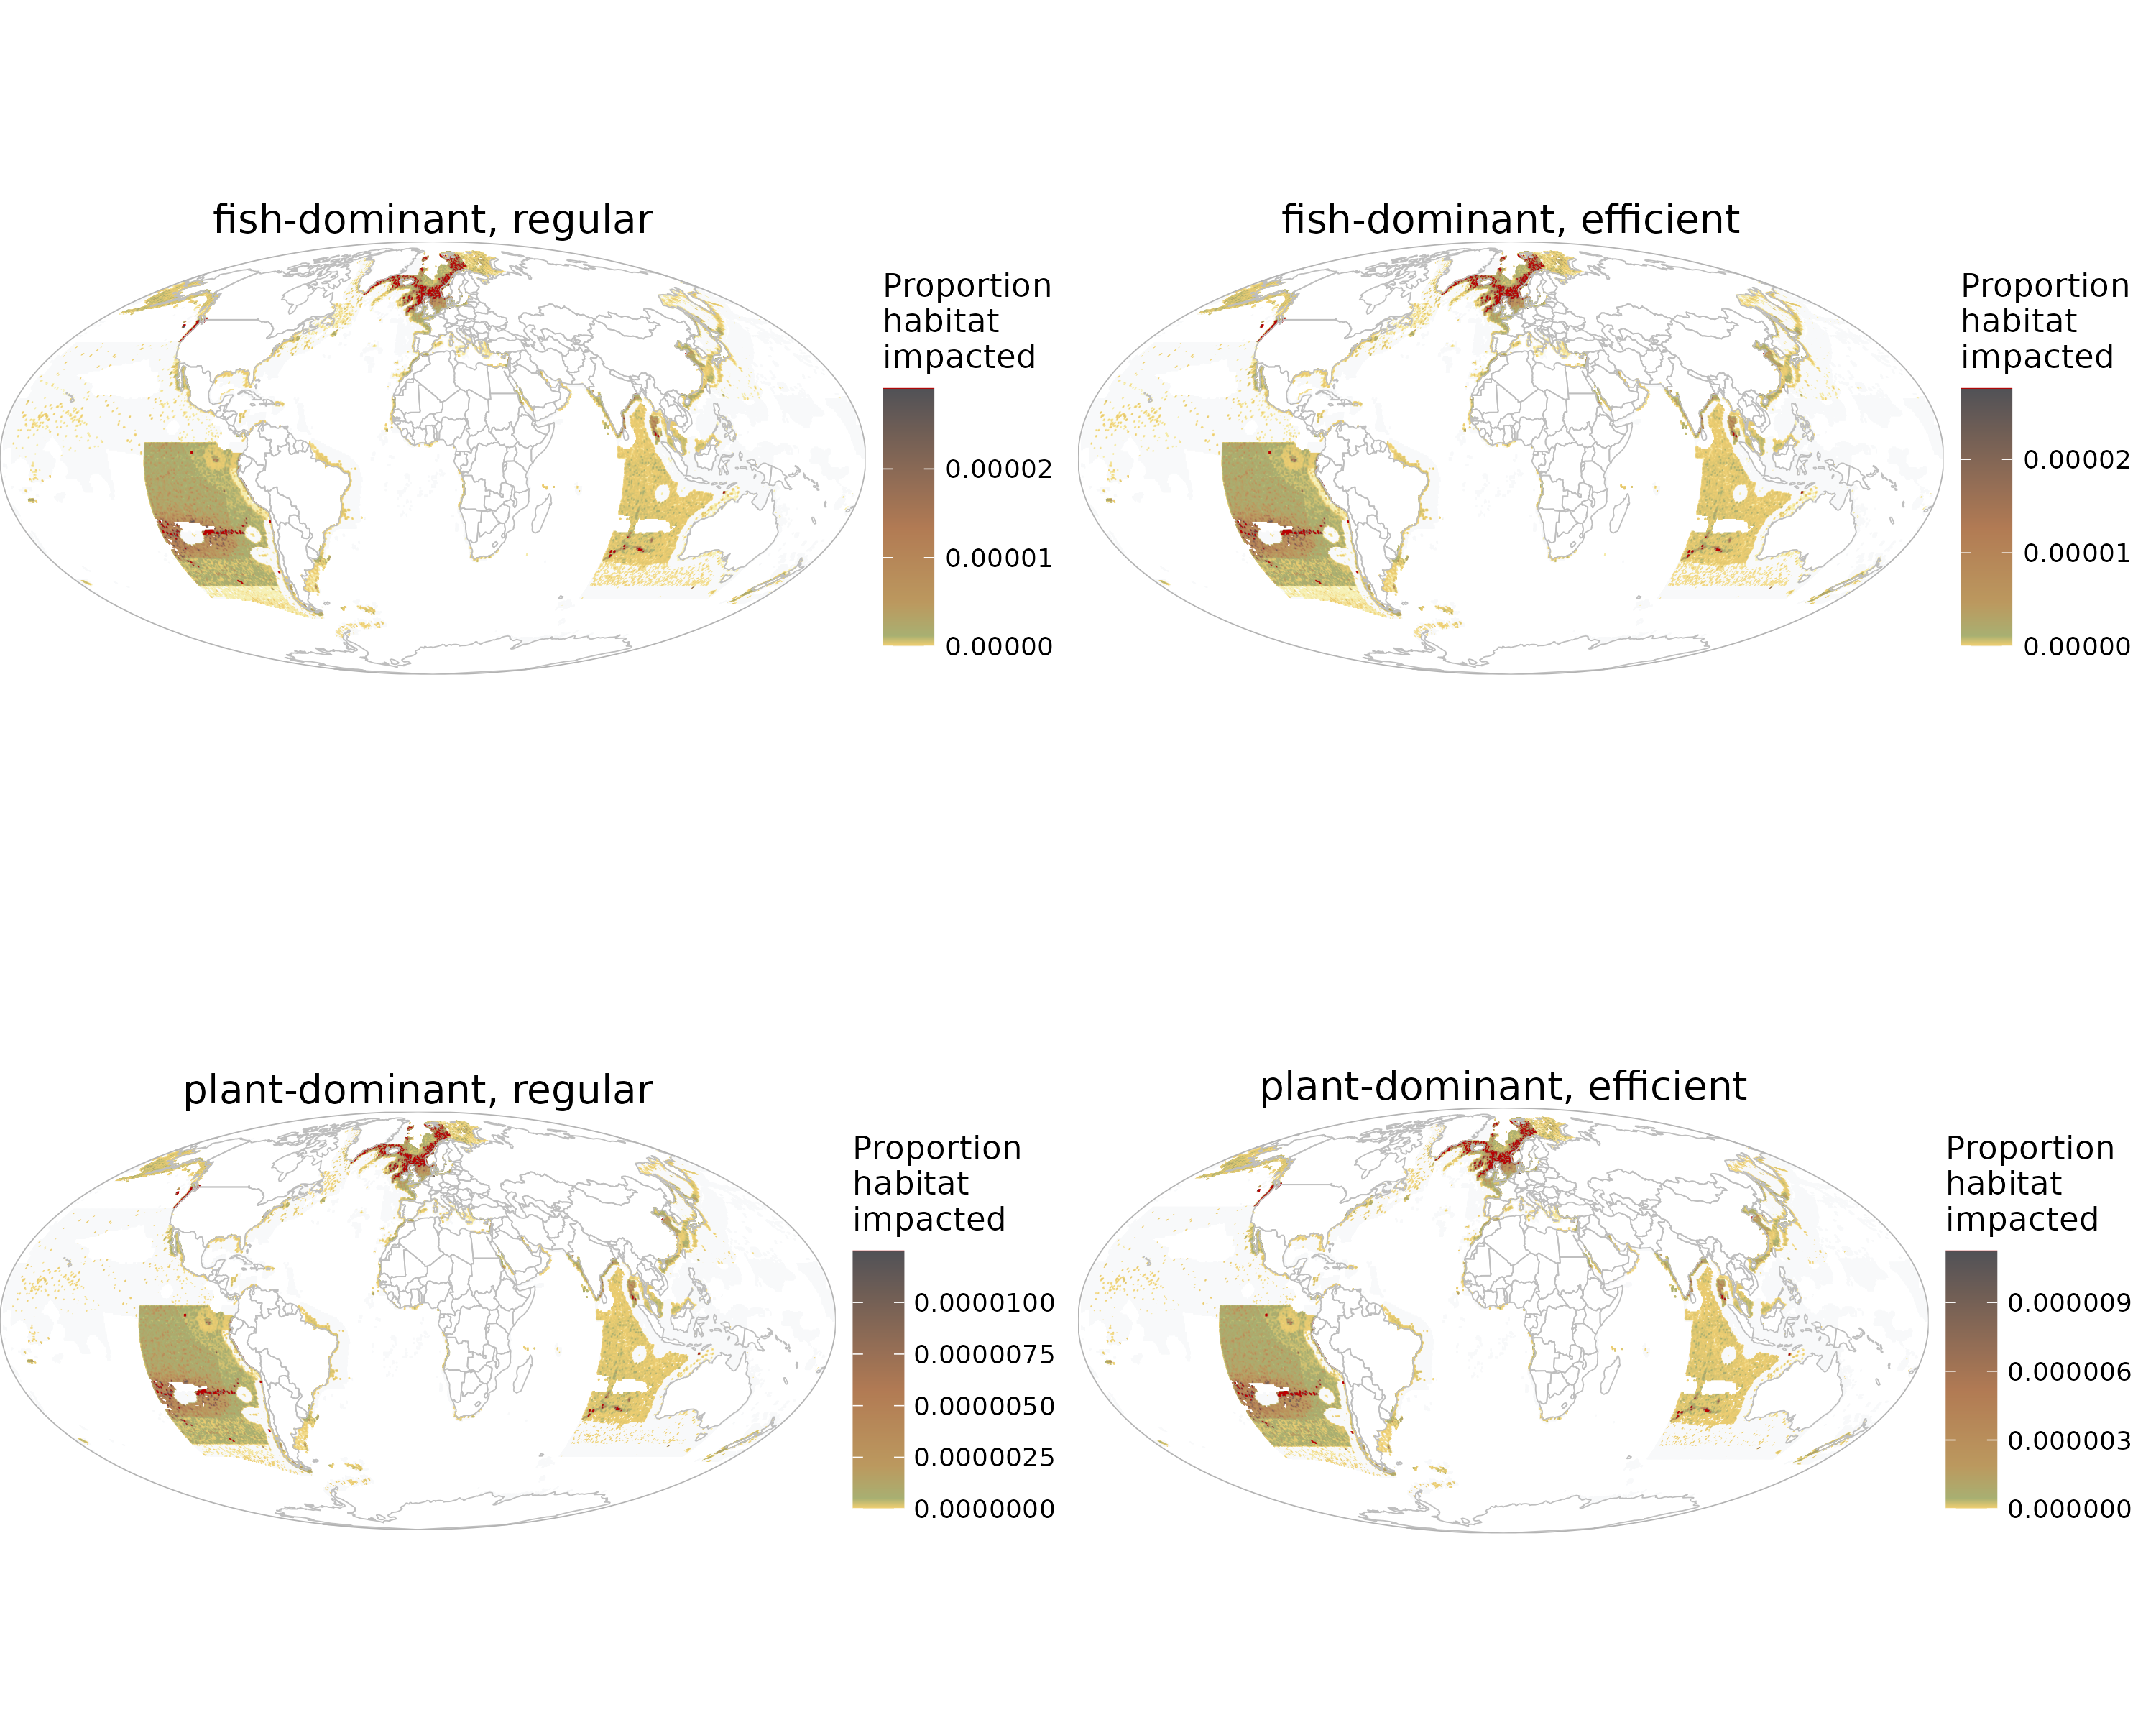 fish-dominant, regular
Proportion
habitat
impacted
0.00002
0.00001
0.00000
fish-dominant, efficient
Proportion
habitat
impacted
0.00002
0.00001
0.00000
plant-dominant, regular
Proportion
habitat
impacted
0.0000100
0.0000075
0.0000050
0.0000025
0.0000000
plant-dominant, efficient
Proportion
habitat
impacted
0.000009
0.000006
0.000003
0.000000